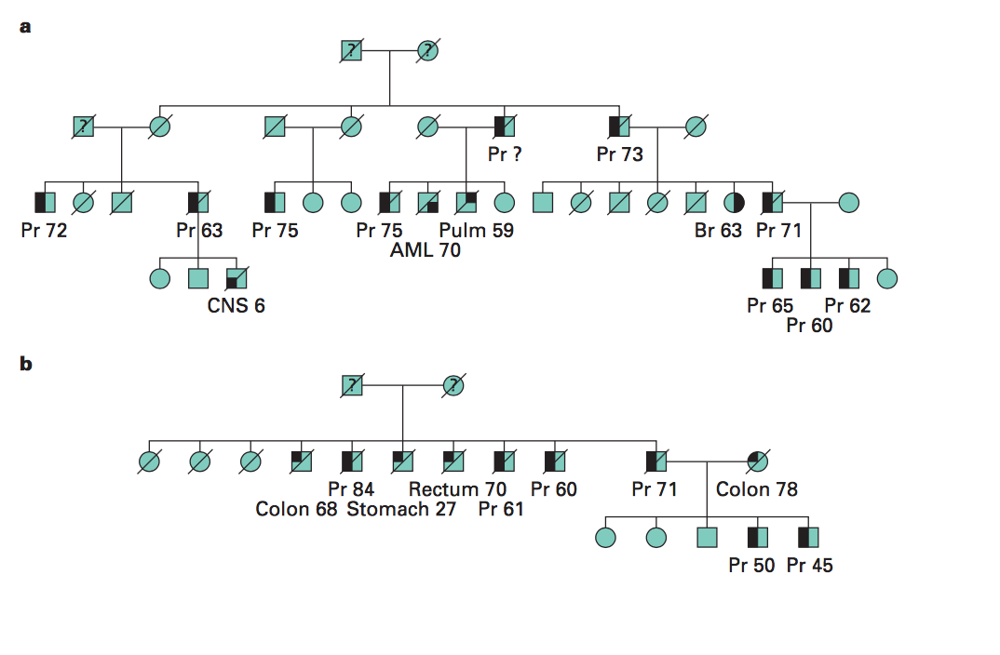 a
? ?
?
Pr ? Pr 73
Pr 72 Pr 63 Pr 75 Pr 75 Pulm 59 Br 63 Pr 71
AML 70
CNS 6 Pr 65 Pr 62
Pr 60
b
? ?
Pr 84 Rectum 70 Pr 60 Pr 71 Colon 78
Colon 68 Stomach 27 Pr 61
Pr 50 Pr 45